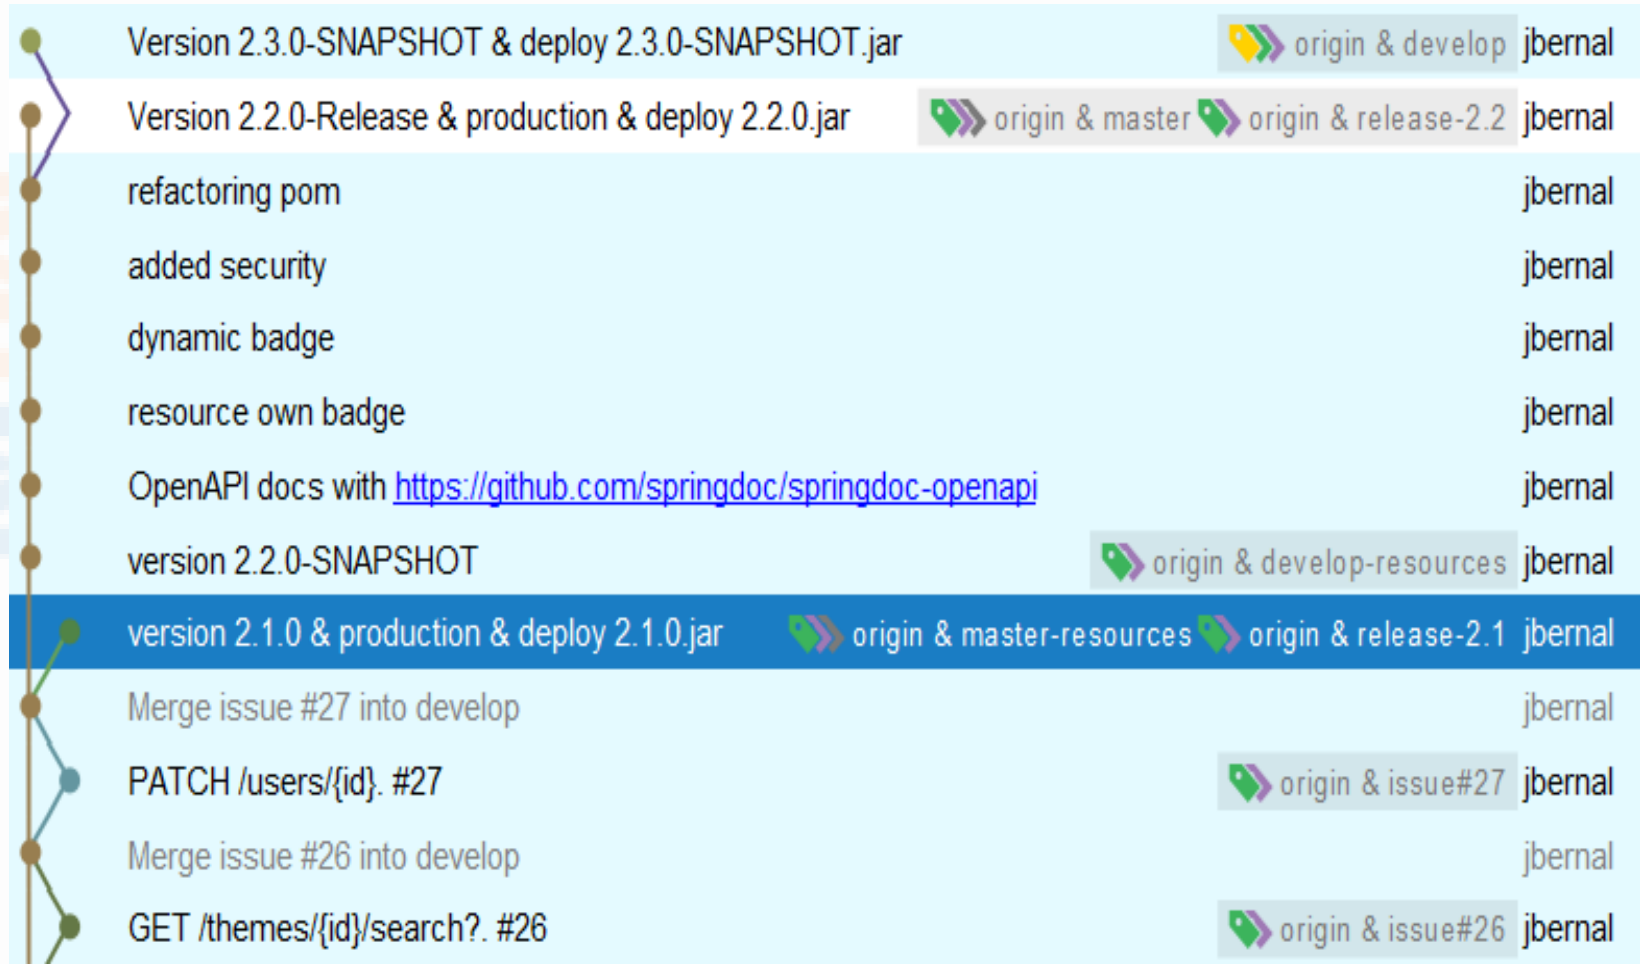 Version 2.3.0-SNAPSHOT & deploy 2.3.0-SNAPSHOT.jar origin & develop jbernal
Version 2.2.0-Release & production & deploy 2.2.0.jar origin & master origin & release-2.2 jbernal
refactoring pom jbernal
added security jbernal
dynamic badge jbernal
resource own badge jbernal
OpenAPI docs with https://github.com/springdoc/springdoc-openapi jbernal
version 2.2.0-SNAPSHOT origin & develop-resources jbernal
version 2.1.0 & production & deploy 2.1.0.jar origin & master-resources origin & release-2.1 jbernal
Merge issue #27 into develop jbernal
PATCH /users/{id}. #27 origin & issue#27 jbernal
Merge issue #26 into develop jbernal
GET /themes/{id}/search?. #26 origin & issue#26 jbernal